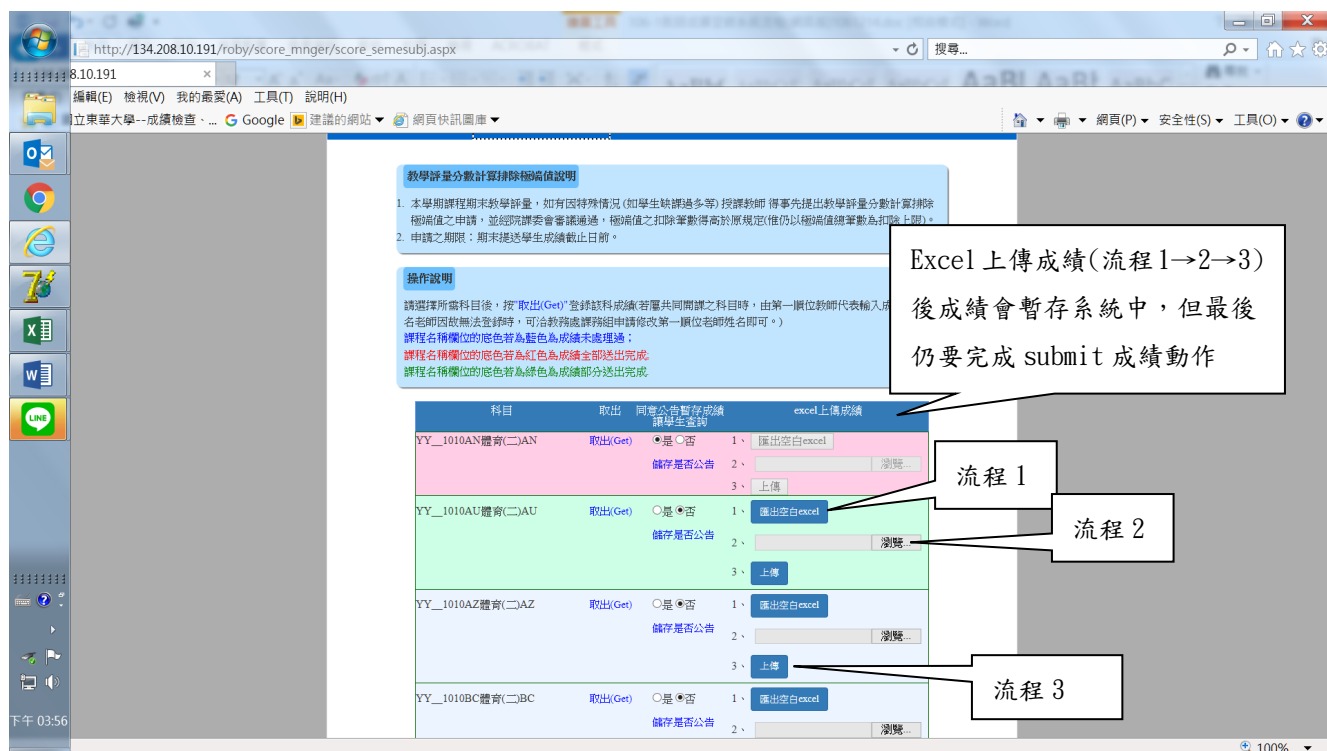 http://134.208.10.191/roby/score_mnger/score_semesubj.aspx
搜尋...
8.10.191
編輯(E) 檢視(V) 我的最愛(A) 工具(T) 說明(H)
立東華大學--成績檢查、... Google 建議的網站 網頁快訊圖庫
網頁(P) 安全性(S) 工具(O)
教學評量分數計算排除極端值說明
1. 本學期課程期末教學評量，如有因特殊情況(如學生缺課過多等)授課教師 得事先提出教學評量分數計算排除
極端值之申請，並經院課委會審議通過，極端值之扣除筆數得高於原規定(惟仍以極端值總筆數為扣除上限)。
2. 申請之期限：期末提送學生成績截止日前。
操作說明
請選擇所需科目後，按"取出(Get)"登錄該科成績(若屬共同開課之科目時，由第一順位教師代表輸入成
名老師因故無法登錄時，可洽教務處課務組申請修改第一順位老師姓名即可。)
課程名稱欄位的底色若為藍色為成績未處理過；
課程名稱欄位的底色若為紅色為成績全部送出完成;
課程名稱欄位的底色若為綠色為成績部分送出完成.
Excel上傳成績(流程1→2→3)
後成績會暫存系統中，但最後
仍要完成 submit 成績動作
科目 取出 同意公告暫存成績 excel上傳成績
讓學生查詢
YY__1010AN體育(二)AN 取出(Get) 是 否 1、 匯出空白excel
儲存是否公告 2、 瀏覽...
3、 上傳
流程 1
YY__1010AU體育(二)AU 取出(Get) 是 否 1、 匯出空白excel
儲存是否公告 2、 瀏覽...
3、 上傳
流程 2
YY__1010AZ體育(二)AZ 取出(Get) 是 否 1、 匯出空白excel
儲存是否公告 2、 瀏覽...
3、 上傳
流程 3
YY__1010BC體育(二)BC 取出(Get) 是 否 1、 匯出空白excel
儲存是否公告 2、 瀏覽...
LINE
下午 03:56
100%